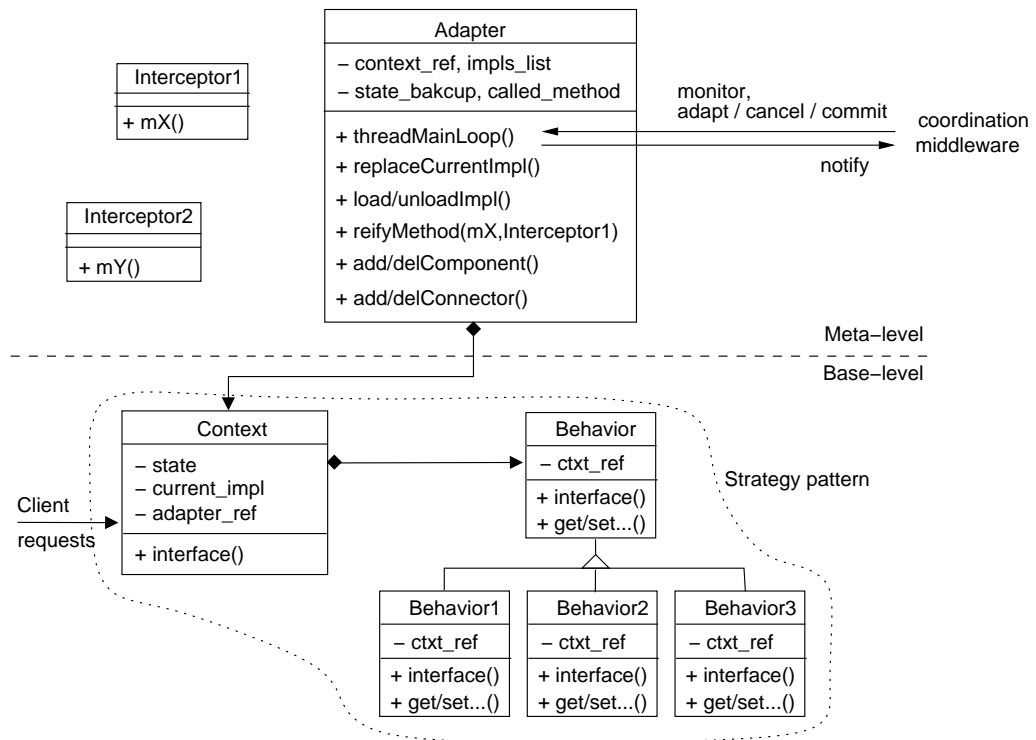 Adapter
− context_ref, impls_list
− state_bakcup, called_method
+ threadMainLoop()
+ replaceCurrentImpl()
+ load/unloadImpl()
+ reifyMethod(mX,Interceptor1)
+ add/delComponent()
+ add/delConnector()
Interceptor1
+ mX()
Interceptor2
+ mY()
monitor,
adapt / cancel / commit
notify
coordination
middleware
Meta−level
Base−level
Client
requests
Context
− state
− current_impl
− adapter_ref
+ interface()
Behavior
− ctxt_ref
+ interface()
+ get/set...()
Strategy pattern
Behavior1
− ctxt_ref
+ interface()
+ get/set...()
Behavior2
− ctxt_ref
+ interface()
+ get/set...()
Behavior3
− ctxt_ref
+ interface()
+ get/set...()